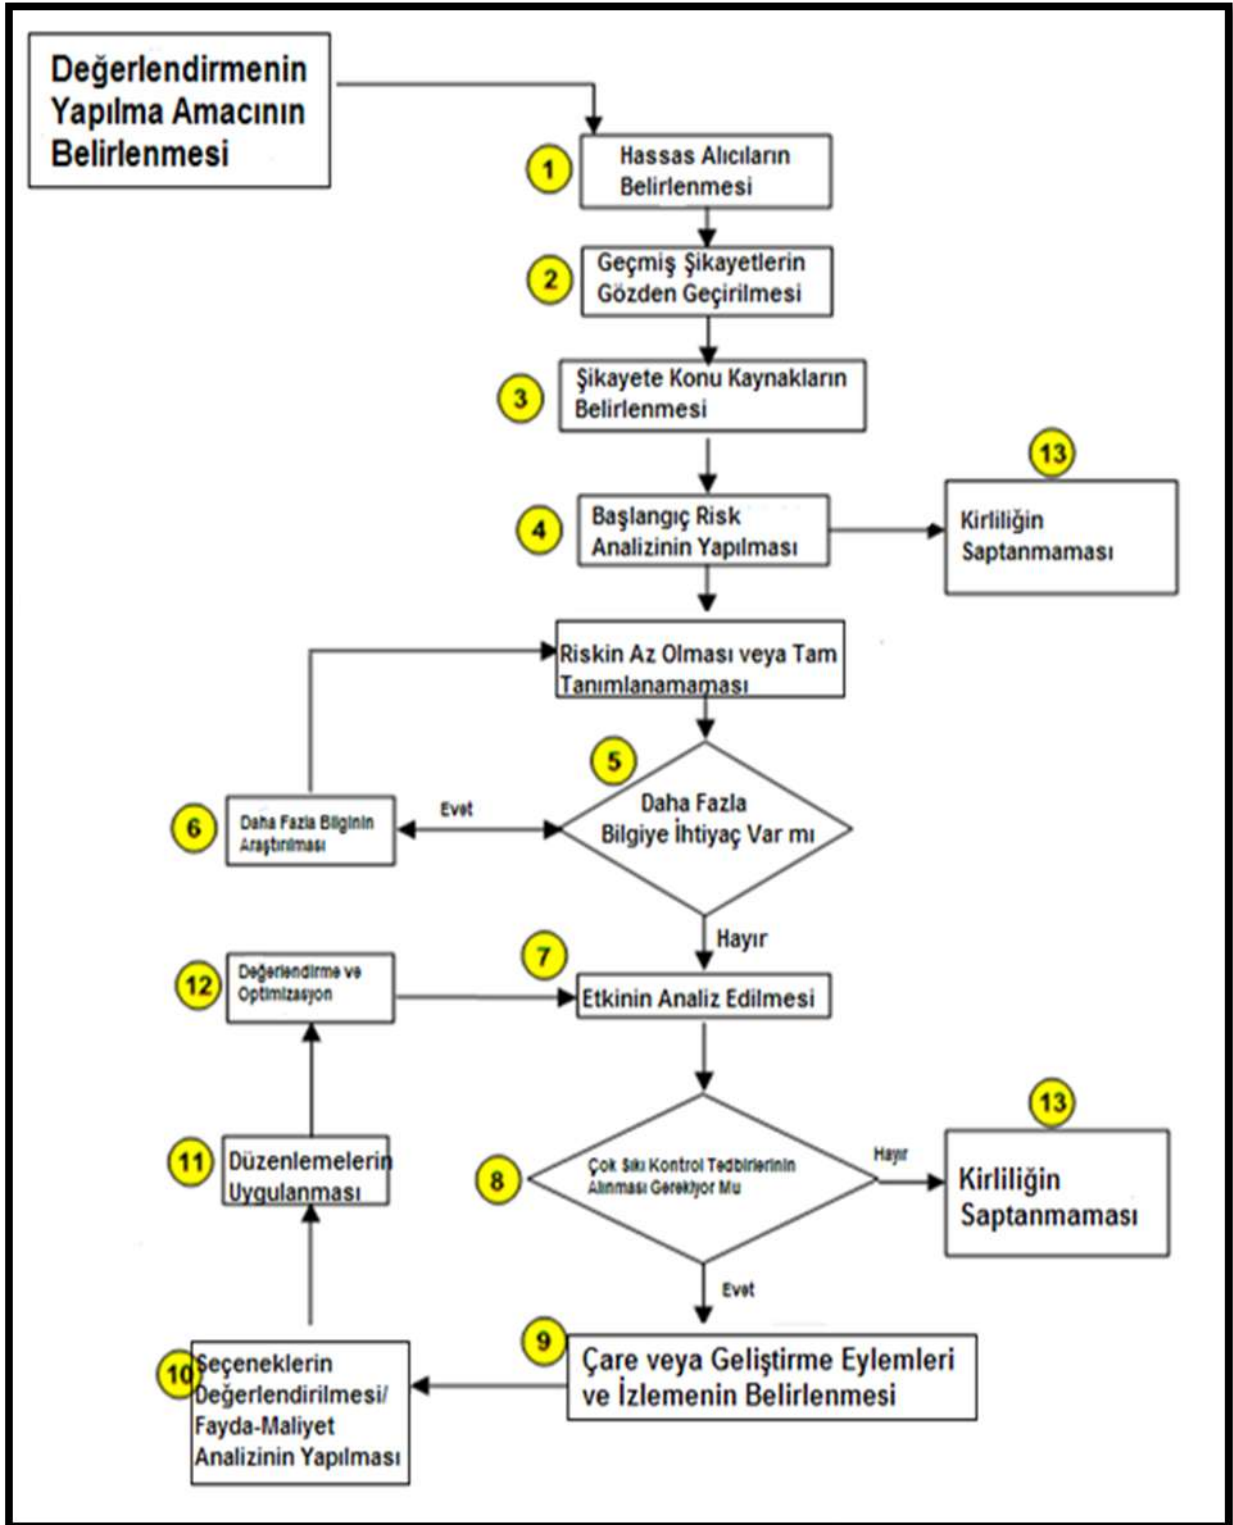 Değerlendirmenin
Yapılma Amacının
Belirlenmesi
1
Hassas Alıcıların
Belirlenmesi
2
Geçmiş Şikayetlerin
Gözden Geçirilmesi
3
Şikayete Konu Kaynakların
Belirlenmesi
13
4
Başlangıç Risk
Analizinin Yapılması
Kirliliğin
Saptanmaması
Riskin Az Olması veya Tam
Tanımlanamaması
5
Daha Fazla
Bilgiye İhtiyaç Var mı
Evet
6
Daha Fazla Bilginin
Araştırılması
Hayır
7
Etkinin Analiz Edilmesi
12
Değerlendirme ve
Optimizasyon
13
8
Çok Sıkı Kontrol Tedbirlerinin
Alınması Gerekiyor Mu
Hayır
Kirliliğin
Saptanmaması
11
Düzenlemelerin
Uygulanması
Evet
9
Çare veya Geliştirme Eylemleri
ve İzlemenin Belirlenmesi
10
Seçeneklerin
Değerlendirilmesi/
Fayda-Maliyet
Analizinin Yapılması